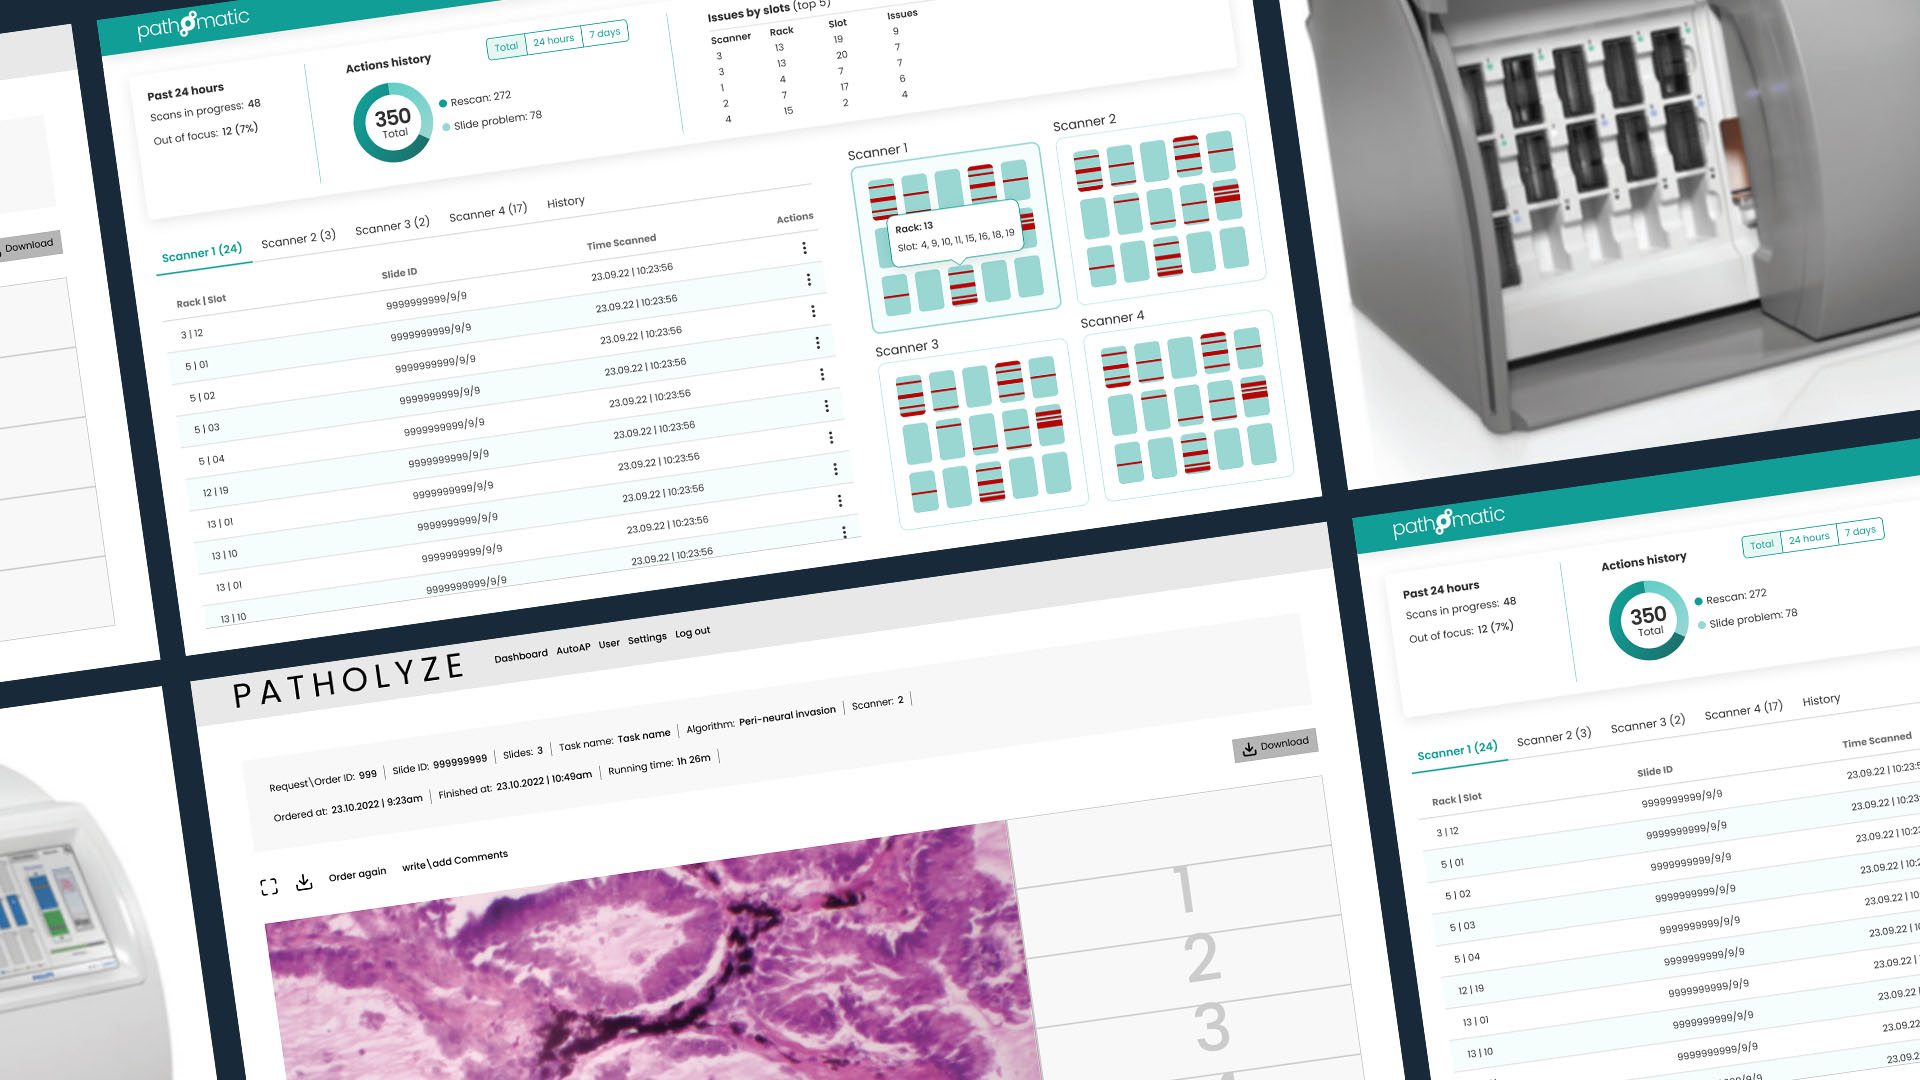 Download
pathomatic
Past 24 hours
Scans in progress: 48
Out of focus: 12 (7%)
Actions history
Total 24 hours 7 days
350
Total
Rescan: 272
Slide problem: 78
Issues by slots (top 5)
Scanner Rack Slot Issues
3 13 19 9
3 13 20 7
1 4 7 7
2 7 17 6
4 15 2 4
Scanner 1 (24) Scanner 2 (3) Scanner 3 (2) Scanner 4 (17) History
Rack | Slot Slide ID Time Scanned Actions
3 | 12 9999999999/9/9 23.09.22 | 10:23:56
5 | 01 9999999999/9/9 23.09.22 | 10:23:56
5 | 02 9999999999/9/9 23.09.22 | 10:23:56
5 | 03 9999999999/9/9 23.09.22 | 10:23:56
5 | 04 9999999999/9/9 23.09.22 | 10:23:56
12 | 19 9999999999/9/9 23.09.22 | 10:23:56
13 | 01 9999999999/9/9 23.09.22 | 10:23:56
13 | 10 9999999999/9/9 23.09.22 | 10:23:56
13 | 01 9999999999/9/9 23.09.22 | 10:23:56
13 | 10 9999999999/9/9 23.09.22 | 10:23:56
Scanner 1
Rack: 13
Slot: 4, 9, 10, 11, 15, 16, 18, 19
Scanner 2
Scanner 3
Scanner 4
PATHOLYZE
Dashboard AutoAP User Settings Log out
Request\Order ID: 999 | Slide ID: 999999999 | Slides: 3 | Task name: Task name | Algorithm: Peri-neural invasion | Scanner: 2 |
Ordered at: 23.10.2022 | 9:23am | Finished at: 23.10.2022 | 10:49am | Running time: 1h 26m |
Download
Order again write\add Comments
1
2
3
PHILIPS
pathomatic
Past 24 hours
Scans in progress: 48
Out of focus: 12 (7%)
Actions history
Total 24 hours 7 days
350
Total
Rescan: 272
Slide problem: 78
Scanner 1 (24) Scanner 2 (3) Scanner 3 (2) Scanner 4 (17) History
Rack | Slot Slide ID Time Scanned
3 | 12 9999999999/9/9 23.09.22 | 10:23:5
5 | 01 9999999999/9/9 23.09.22 | 10:23
5 | 02 9999999999/9/9 23.09.22 | 10:23
5 | 03 9999999999/9/9 23.09.22 | 10:2
5 | 04 9999999999/9/9 23.09.22 | 10:2
12 | 19 9999999999/9/9 23.09.22 | 10
13 | 01 9999999999/9/9 23.09.22 |
13 | 10 9999999999/9/9 23.09.22